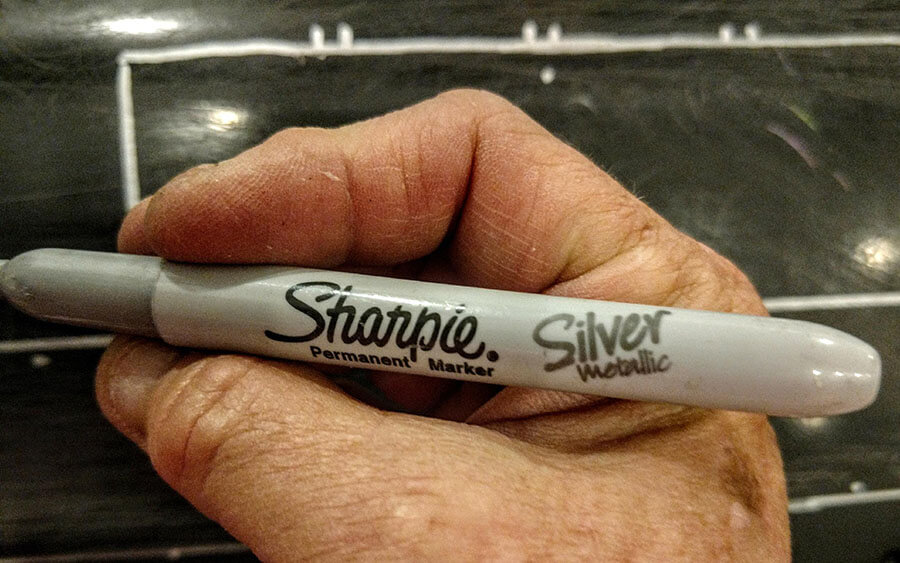 Sharpie.
Permanent Marker
Silver
metallic